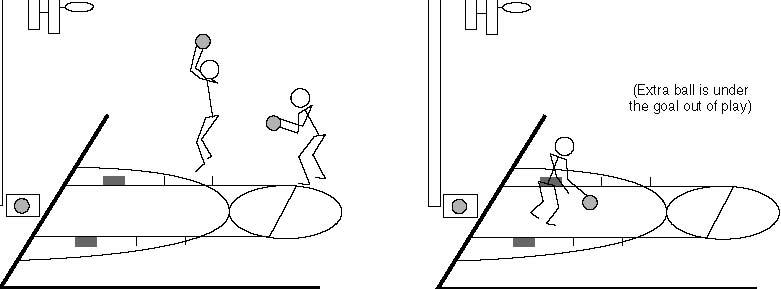 (Extra ball is under
the goal out of play)